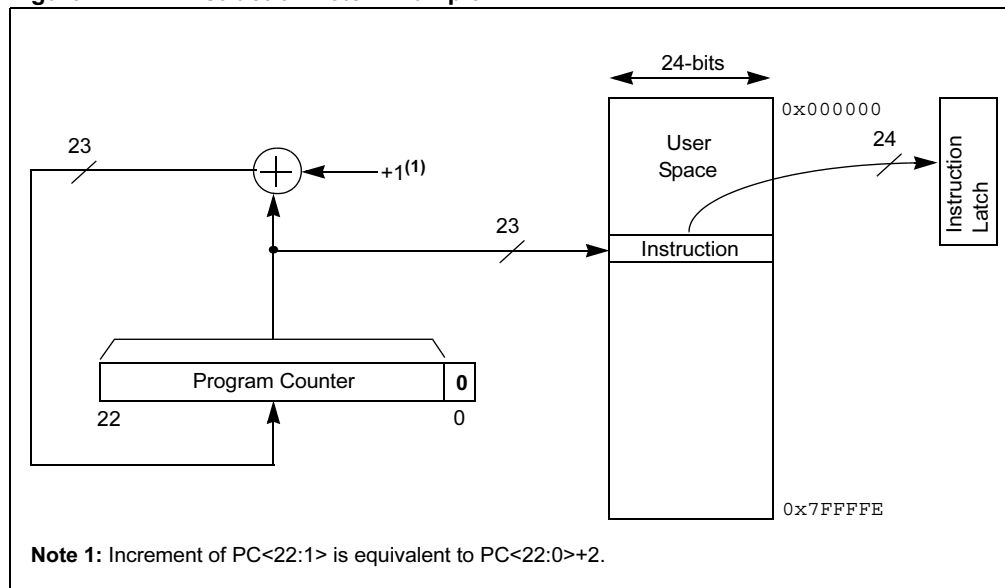 24-bits
0x000000
23
+1(1)
User
Space
24
Instruction
Latch
23
Instruction
Program Counter
0
22
0
0x7FFFFE
Note 1: Increment of PC<22:1> is equivalent to PC<22:0>+2.